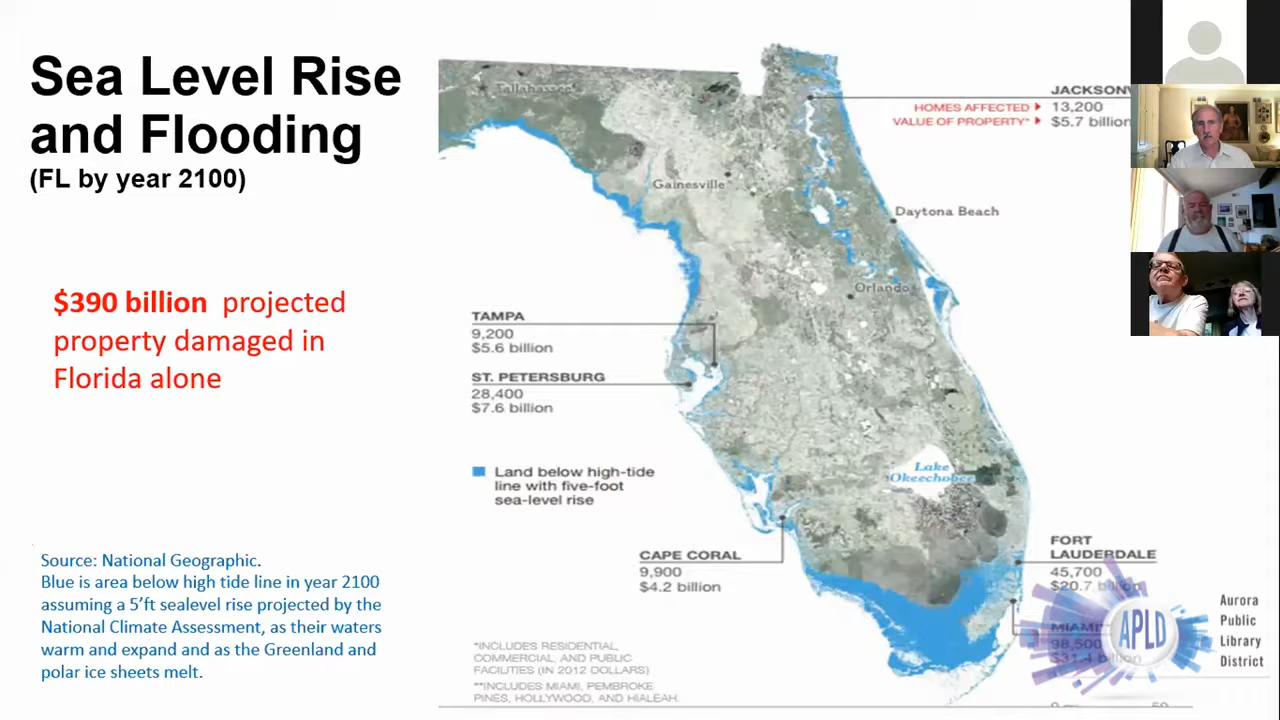 Sea Level Rise
and Flooding
(FL by year 2100)
$390 billion projected
property damaged in
Florida alone
Source: National Geographic.
Blue is area below high tide line in year 2100
assuming a 5'ft sealevel rise projected by the
National Climate Assessment, as their waters
warm and expand and as the Greenland and
polar ice sheets melt.
Tallahassee
JACKSONV
HOMES AFFECTED 13,200
VALUE OF PROPERTY* $5.7 billion
Gainesville
Daytona Beach
Orlando
TAMPA
9,200
$5.6 billion
ST. PETERSBURG
28,400
$7.6 billion
Land below high-tide
line with five-foot
sea-level rise
Lake
Okeechobee
CAPE CORAL
9,900
$4.2 billion
FORT
LAUDERDALE
45,700
$20.7 billion
MIAMI**
98,500
$31.4 billion
*INCLUDES RESIDENTIAL,
COMMERCIAL, AND PUBLIC
FACILITIES (IN 2012 DOLLARS)
**INCLUDES MIAMI, PEMBROKE
PINES, HOLLYWOOD, AND HIALEAH.
APLD
Aurora
Public
Library
District